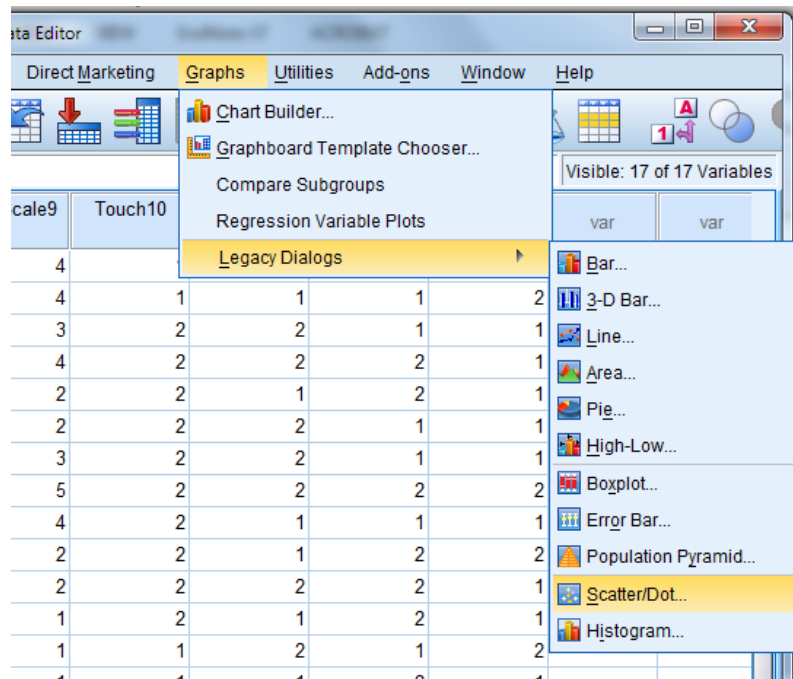 ata Editor
Direct Marketing Graphs Utilities Add-ons Window Help
Chart Builder...
Graphboard Template Chooser...
Compare Subgroups
Regression Variable Plots
Legacy Dialogs
Visible: 17 of 17 Variables
cale9 Touch10 var var
Bar...
3-D Bar...
Line...
Area...
Pie...
High-Low...
Boxplot...
Error Bar...
Population Pyramid...
Scatter/Dot...
Histogram...
4
4 1 1 1 2
3 2 2 1 1
4 2 2 2 1
2 2 1 2 1
2 2 2 1 1
3 2 2 1 1
5 2 2 2 2
4 2 1 1 1
2 2 1 2 2
2 2 2 2 1
1 2 1 2 1
1 1 2 1 2